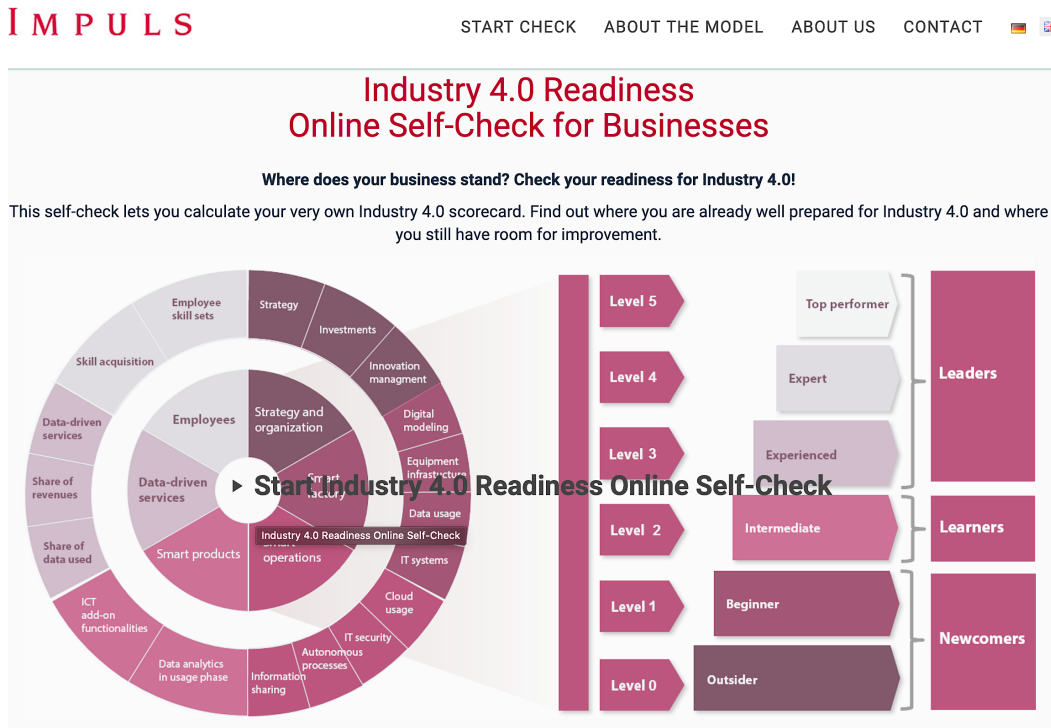 IMPULS
START CHECK
ABOUT THE MODEL
ABOUT US
CONTACT
Industry 4.0 Readiness
Online Self-Check for Businesses
Where does your business stand? Check your readiness for Industry 4.0!
This self-check lets you calculate your very own Industry 4.0 scorecard. Find out where you are already well prepared for Industry 4.0 and where
you still have room for improvement.
Strategy
Investments
Innovation
managment
Digital
modeling
Equipment
infrastucture
Data usage
IT systems
Cloud
usage
IT security
Autonomous
processes
Information
sharing
Data analytics
in usage phase
ICT
add-on
functionalities
Share of
data used
Share of
revenues
Data-driven
services
Skill acquisition
Employee
skill sets
Strategy and
organization
Smart
factory
Smart
operations
Smart products
Data-driven
services
Employees
Start Industry 4.0 Readiness Online Self-Check
Industry 4.0 Readiness Online Self-Check
Level 5
Level 4
Level 3
Level 2
Level 1
Level 0
Top performer
Expert
Experienced
Intermediate
Beginner
Outsider
Leaders
Learners
Newcomers